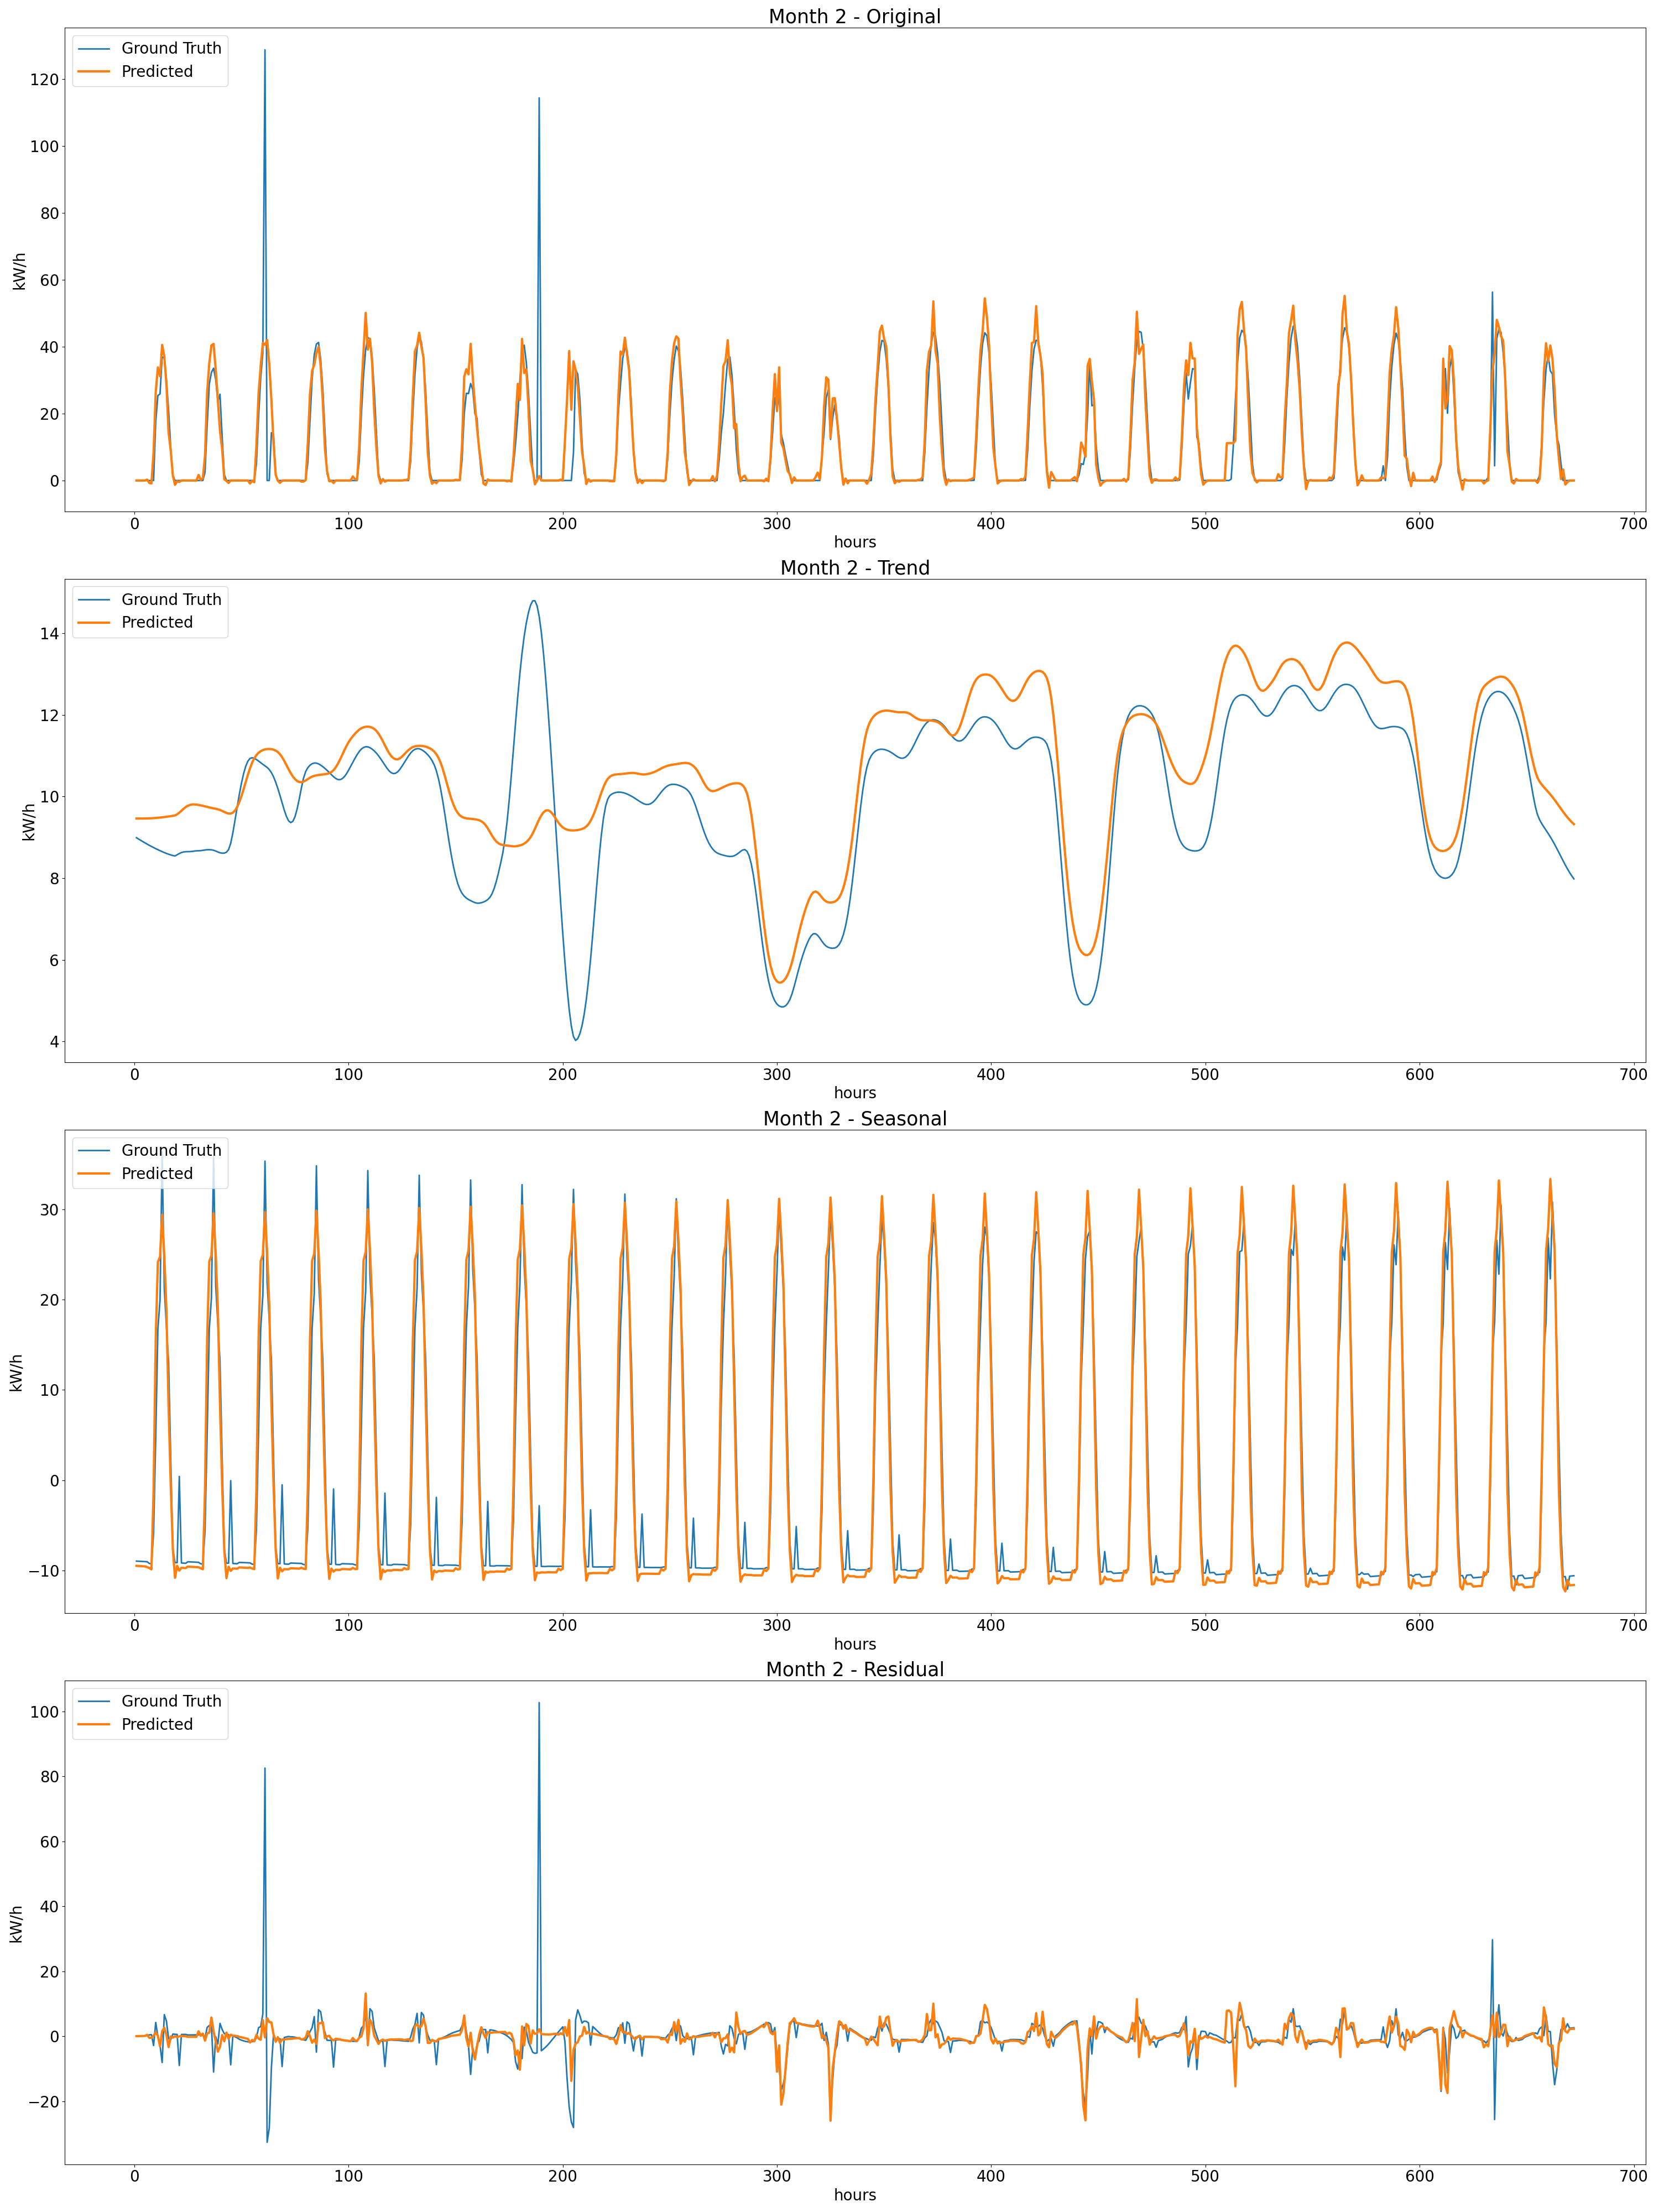 Month 2 - Original
Ground Truth
Predicted
kW/h
120
100
80
60
40
20
0
0 100 200 300 400 500 600 700
hours
Month 2 - Trend
Ground Truth
Predicted
kW/h
14
12
10
8
6
4
0 100 200 300 400 500 600 700
hours
Month 2 - Seasonal
Ground Truth
Predicted
kW/h
30
20
10
0
−10
0 100 200 300 400 500 600 700
hours
Month 2 - Residual
Ground Truth
Predicted
kW/h
100
80
60
40
20
0
−20
0 100 200 300 400 500 600 700
hours